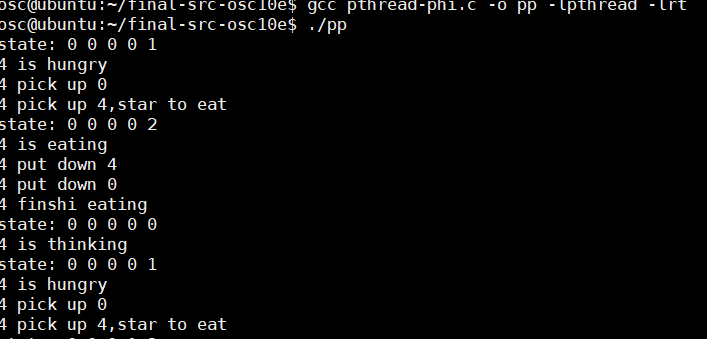 osc@ubuntu:~/final-src-osc10e$ gcc pthread-phi.c -o pp -lpthread -lrt
osc@ubuntu:~/final-src-osc10e$ ./pp
state: 0 0 0 0 1
4 is hungry
4 pick up 0
4 pick up 4,star to eat
state: 0 0 0 0 2
4 is eating
4 put down 4
4 put down 0
4 finshi eating
state: 0 0 0 0 0
4 is thinking
state: 0 0 0 0 1
4 is hungry
4 pick up 0
4 pick up 4,star to eat